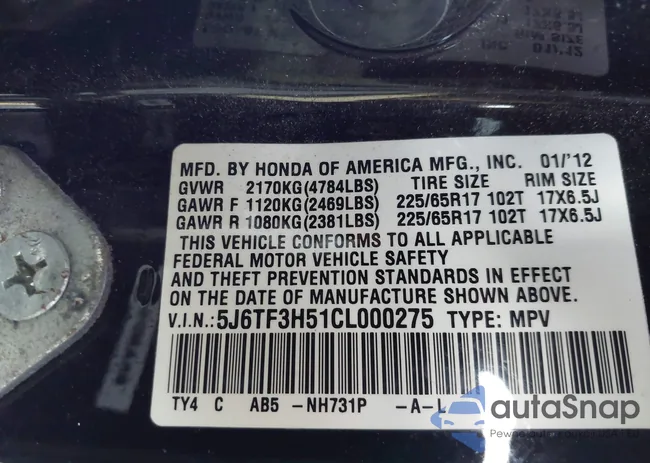 MFD. BY HONDA OF AMERICA MFG., INC. 01/'12
GVWR 2170KG(4784LBS) TIRE SIZE RIM SIZE
GAWR F 1120KG(2469LBS) 225/65R17 102T 17X6.5J
GAWR R 1080KG(2381LBS) 225/65R17 102T 17X6.5J
THIS VEHICLE CONFORMS TO ALL APPLICABLE
FEDERAL MOTOR VEHICLE SAFETY
AND THEFT PREVENTION STANDARDS IN EFFECT
ON THE DATE OF MANUFACTURE SHOWN ABOVE.
V.I.N.:5J6TF3H51CL000275 TYPE: MPV
TY4 C AB5 -NH731P -A-L
autoSnap